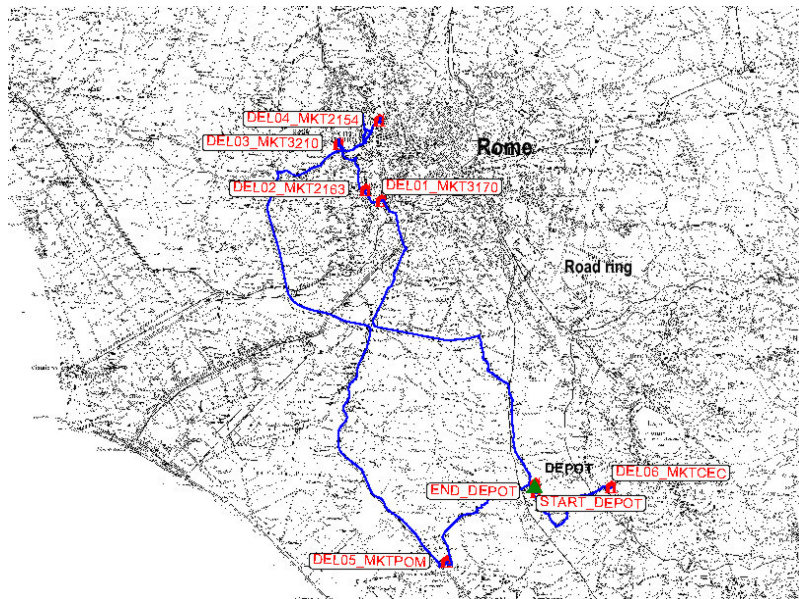 DEL04_MKT2154
DEL03_MKT3210
Rome
DEL02_MKT2163
DEL01_MKT3170
Road ring
DEPOT
DEL06_MKTCEC
END_DEPOT
START_DEPOT
DEL05_MKTPOM